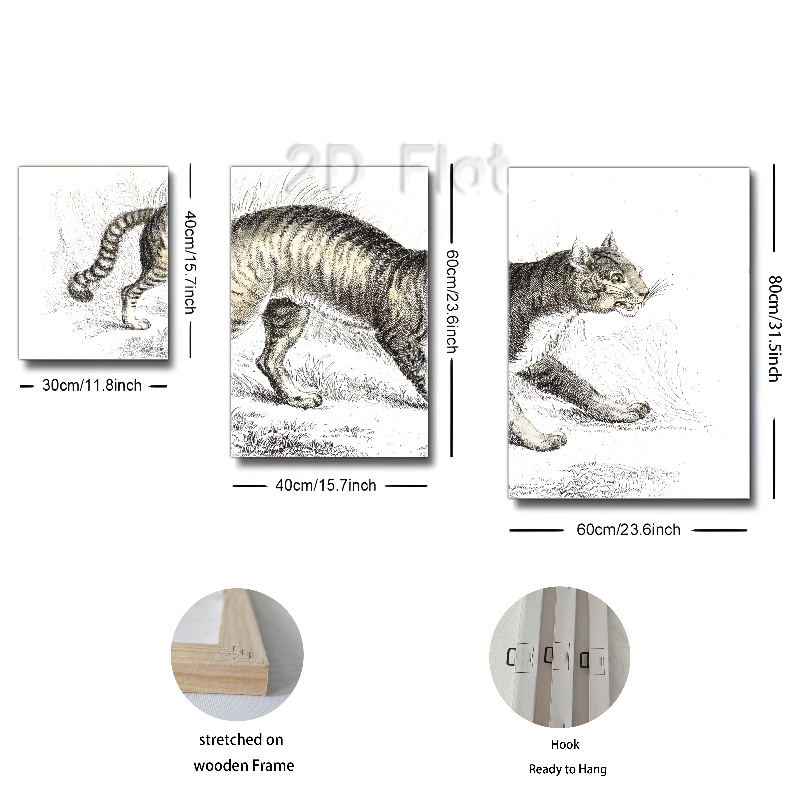 2D Flat
40cm/15.7inch
60cm/23.6inch
80cm/31.5inch
30cm/11.8inch
40cm/15.7inch
60cm/23.6inch
stretched on
wooden Frame
Hook
Ready to Hang